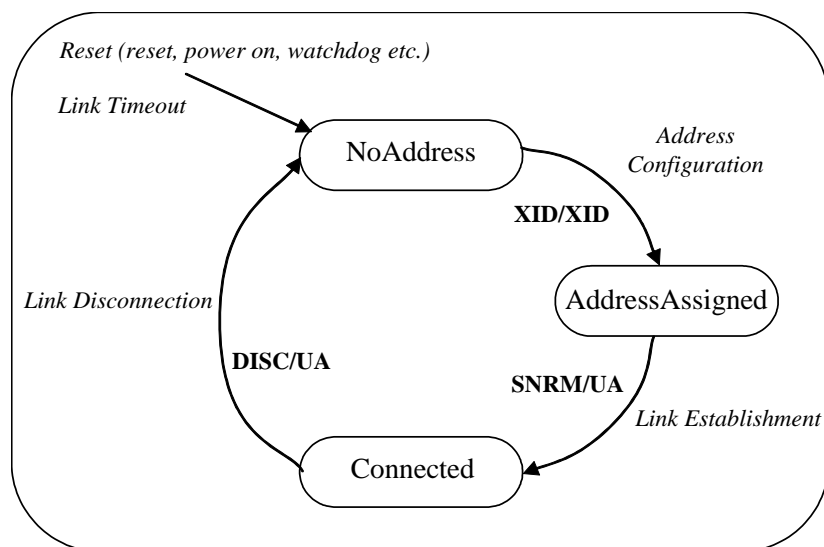 Reset (reset, power on, watchdog etc.)
Link Timeout
NoAddress
Address
Configuration
XID/XID
Link Disconnection
AddressAssigned
DISC/UA
SNRM/UA
Link Establishment
Connected